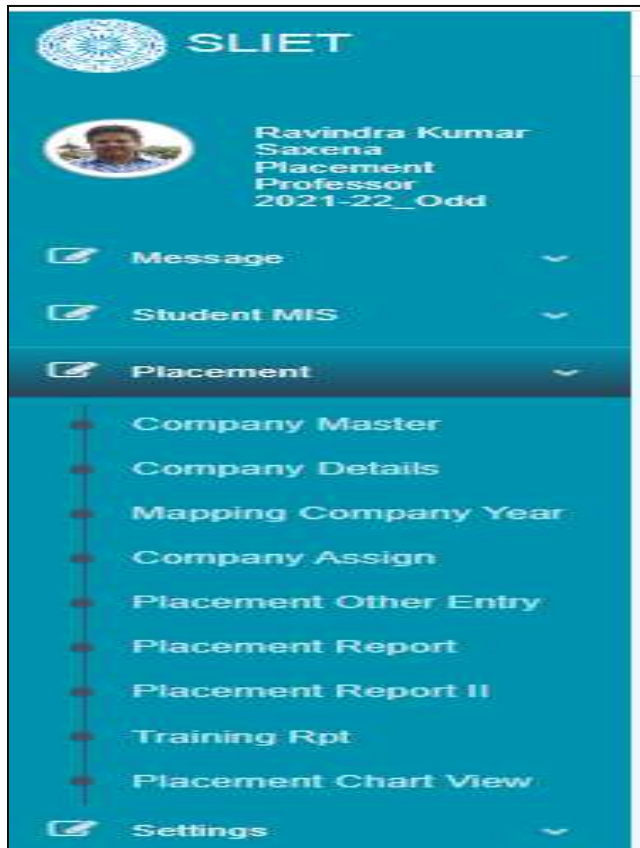 SLIET
Ravindra Kumar
Saxena
Placement
Professor
2021-22_Odd
Message
Student MIS
Placement
Company Master
Company Details
Mapping Company Year
Company Assign
Placement Other Entry
Placement Report
Placement Report II
Training Rpt
Placement Chart View
Settings